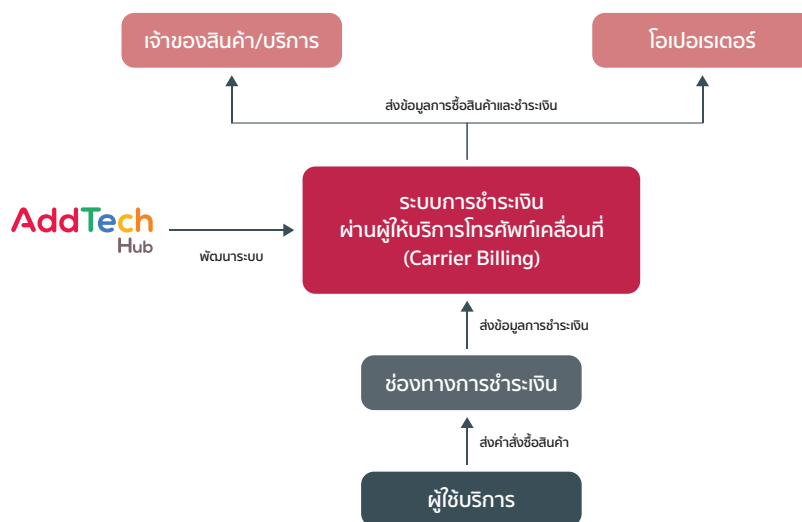 เจ้าของสินค้า/บริการ
โอเปอเรเตอร์
ส่งข้อมูลการซื้อสินค้าและชำระเงิน
AddTech
Hub
พัฒนาระบบ
ระบบการชำระเงิน
ผ่านผู้ให้บริการโทรศัพท์เคลื่อนที่
(Carrier Billing)
ส่งข้อมูลการชำระเงิน
ช่องทางการชำระเงิน
ส่งคำสั่งซื้อสินค้า
ผู้ใช้บริการ